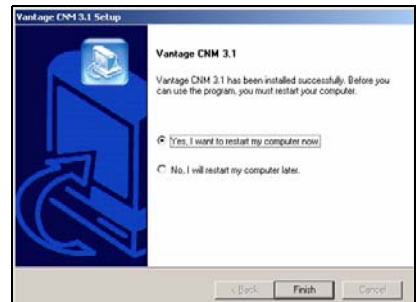 Vantage CNM 3.1 Setup
Vantage CNM 3.1
Vantage CNM 3.1 has been installed successfully. Before you
can use the program, you must restart your computer.
Yes, I want to restart my computer now.
No, I will restart my computer later.
< Back
Finish
Cancel